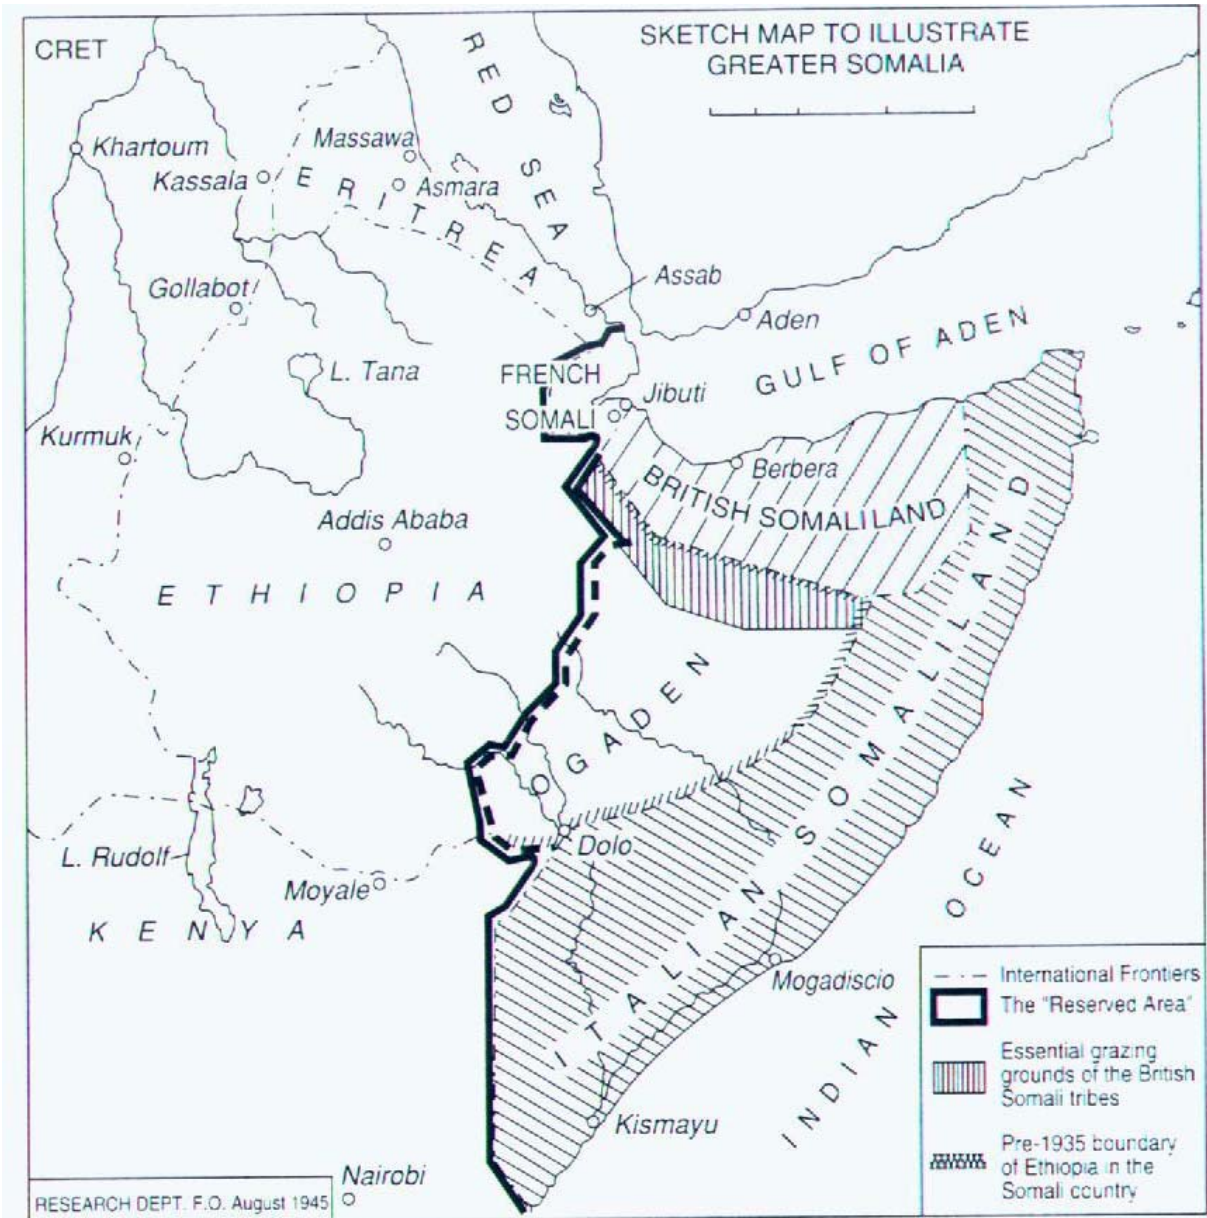 CRET
SKETCH MAP TO ILLUSTRATE
GREATER SOMALIA
RED SEA
Khartoum
Massawa
Kassala
Asmara
ERITREA
Gollabot
Assab
Aden
GULF OF ADEN
L. Tana
FRENCH
SOMALI
Jibuti
Kurmuk
Berbera
BRITISH SOMALILAND
Addis Ababa
ETHIOPIA
OGADEN
ITALIAN SOMALILAND
L. Rudolf
Dolo
Moyale
KENYA
Mogadiscio
INDIAN OCEAN
Kismayu
Nairobi
RESEARCH DEPT. F.O. August 1945
International Frontiers
The "Reserved Area"
Essential grazing
grounds of the British
Somali tribes
Pre-1935 boundary
of Ethiopia in the
Somali country